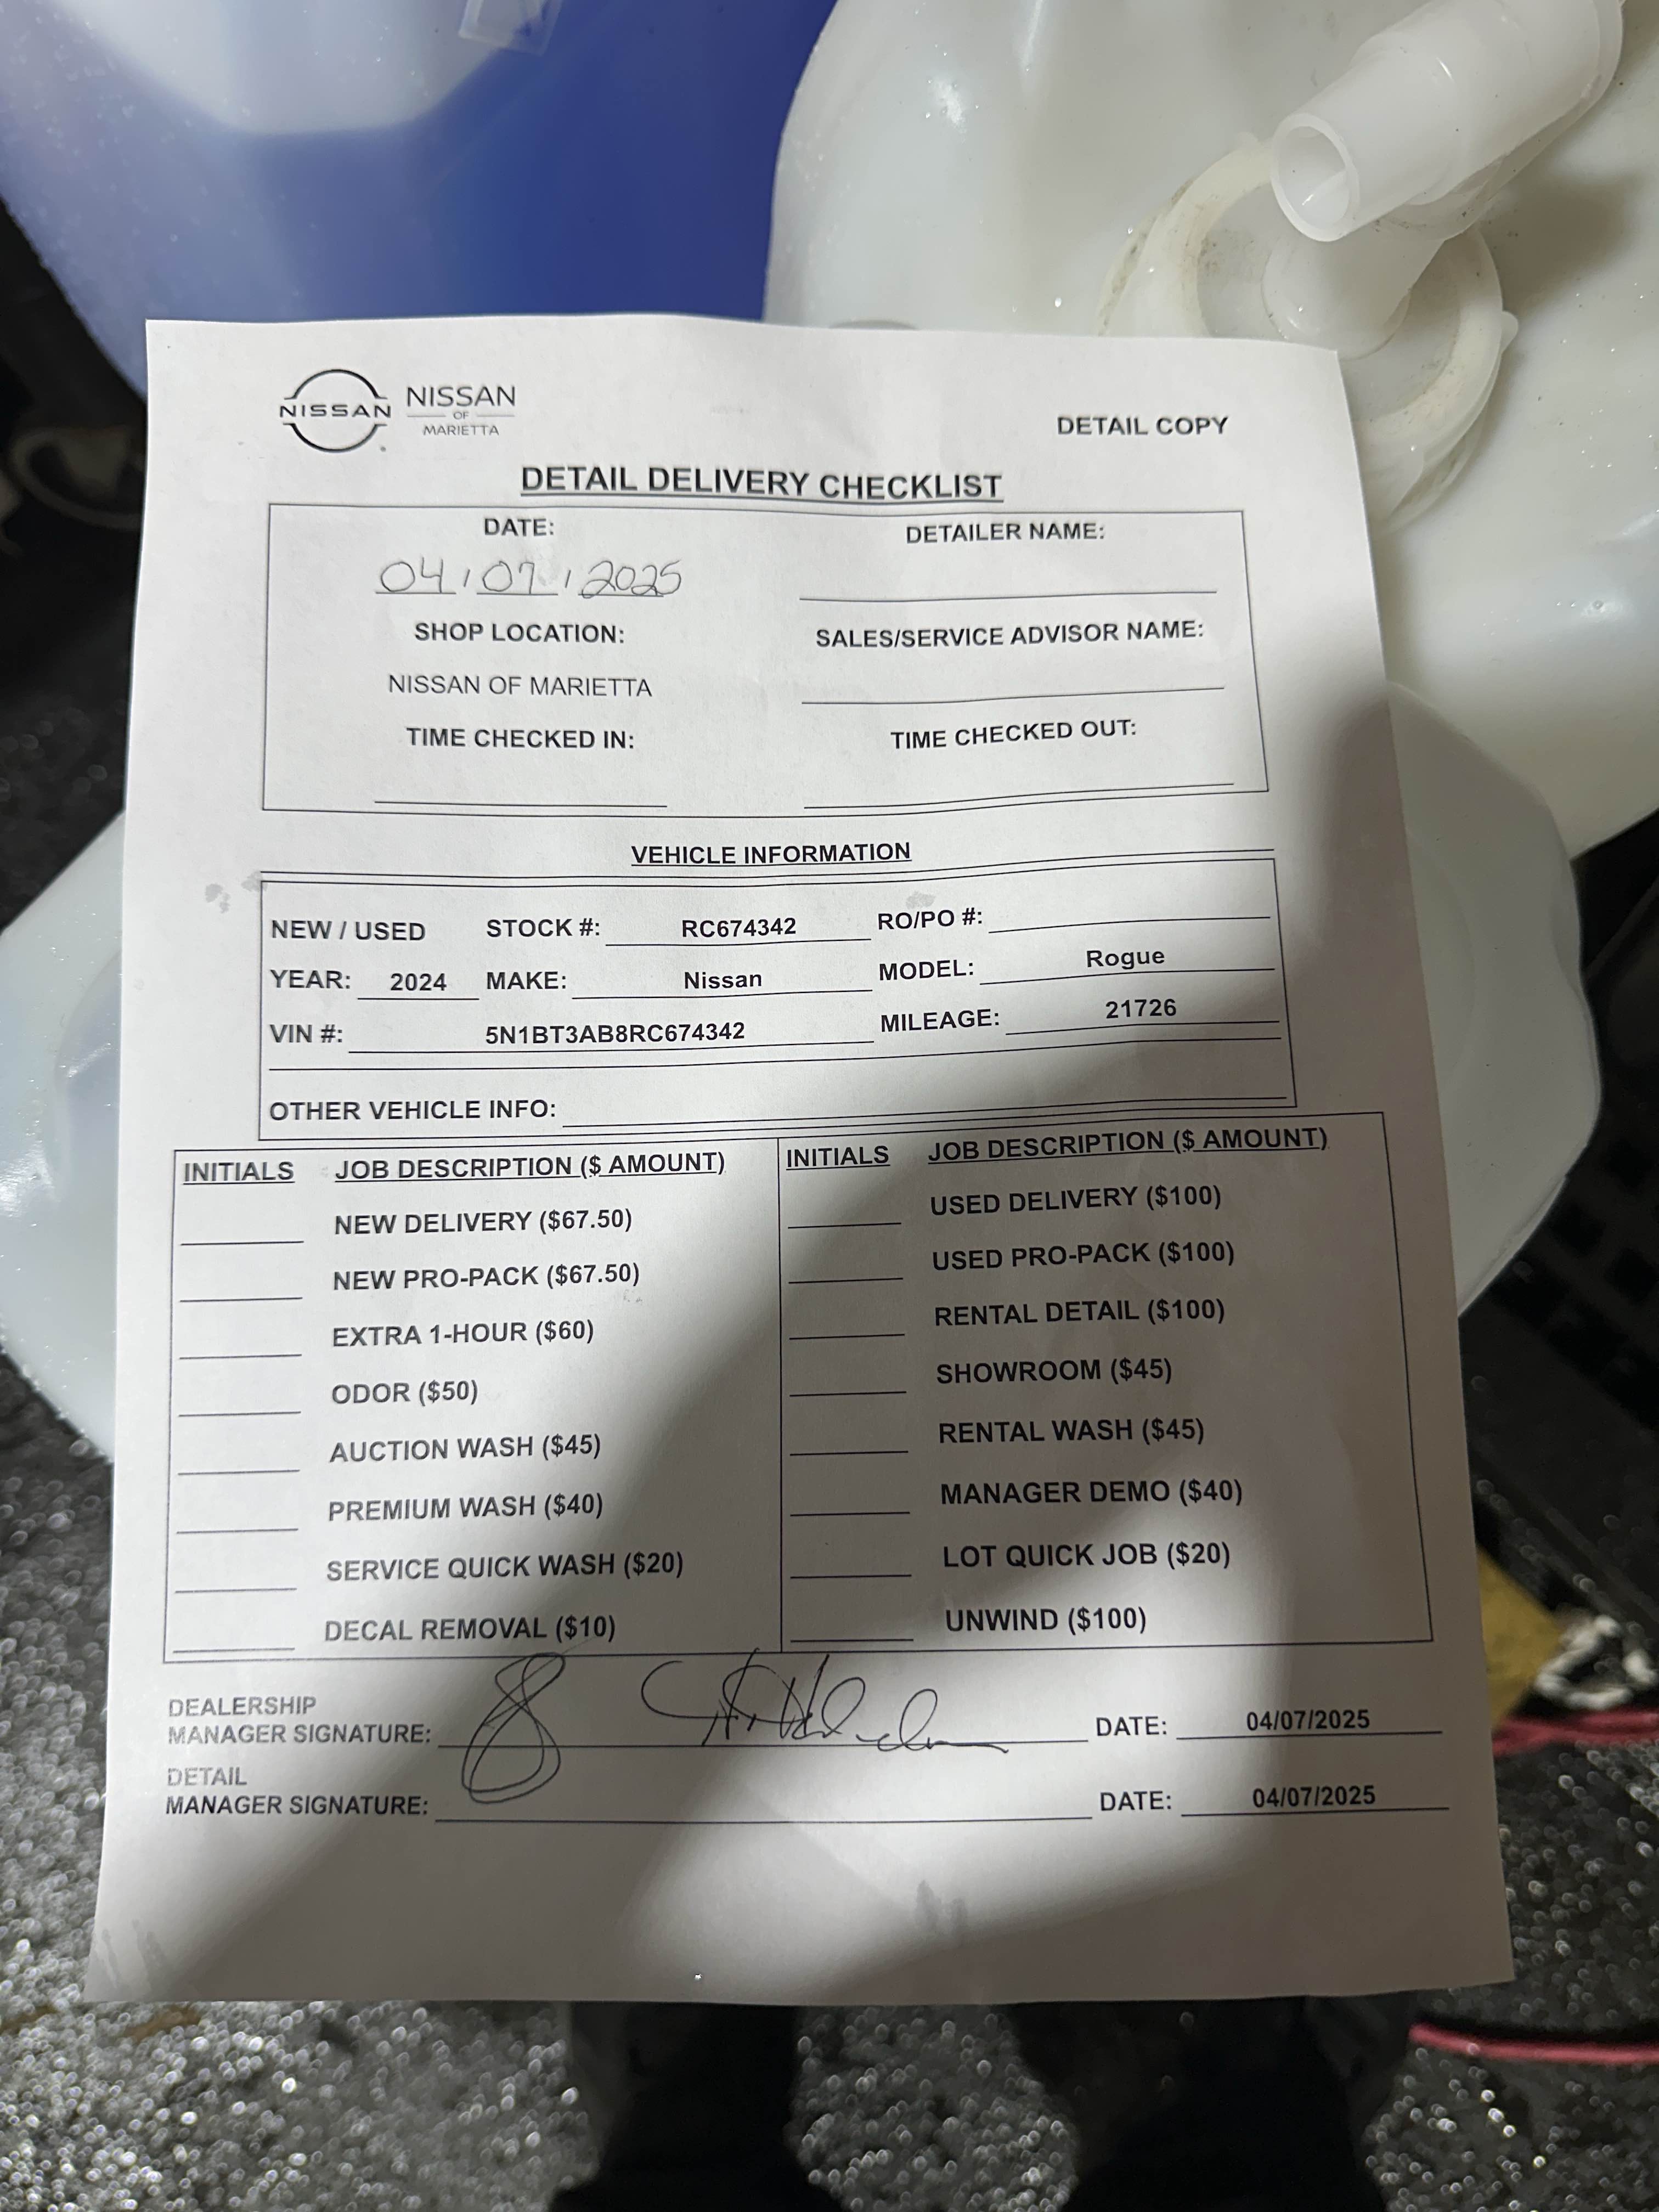 NISSAN
NISSAN
OF
MARIETTA
DETAIL COPY
DETAIL DELIVERY CHECKLIST
DATE: DETAILER NAME:
04/07/2025
SHOP LOCATION: SALES/SERVICE ADVISOR NAME:
NISSAN OF MARIETTA
TIME CHECKED IN: TIME CHECKED OUT:
VEHICLE INFORMATION
NEW / USED STOCK #: RC674342 RO/PO #:
YEAR: 2024 MAKE: Nissan MODEL: Rogue
VIN #: 5N1BT3AB8RC674342 MILEAGE: 21726
OTHER VEHICLE INFO:
INITIALS JOB DESCRIPTION ($ AMOUNT) INITIALS JOB DESCRIPTION ($ AMOUNT)
NEW DELIVERY ($67.50) USED DELIVERY ($100)
NEW PRO-PACK ($67.50) USED PRO-PACK ($100)
EXTRA 1-HOUR ($60) RENTAL DETAIL ($100)
ODOR ($50) SHOWROOM ($45)
AUCTION WASH ($45) RENTAL WASH ($45)
PREMIUM WASH ($40) MANAGER DEMO ($40)
SERVICE QUICK WASH ($20) LOT QUICK JOB ($20)
DECAL REMOVAL ($10) UNWIND ($100)
DEALERSHIP
MANAGER SIGNATURE: DATE: 04/07/2025
DETAIL
MANAGER SIGNATURE: DATE: 04/07/2025